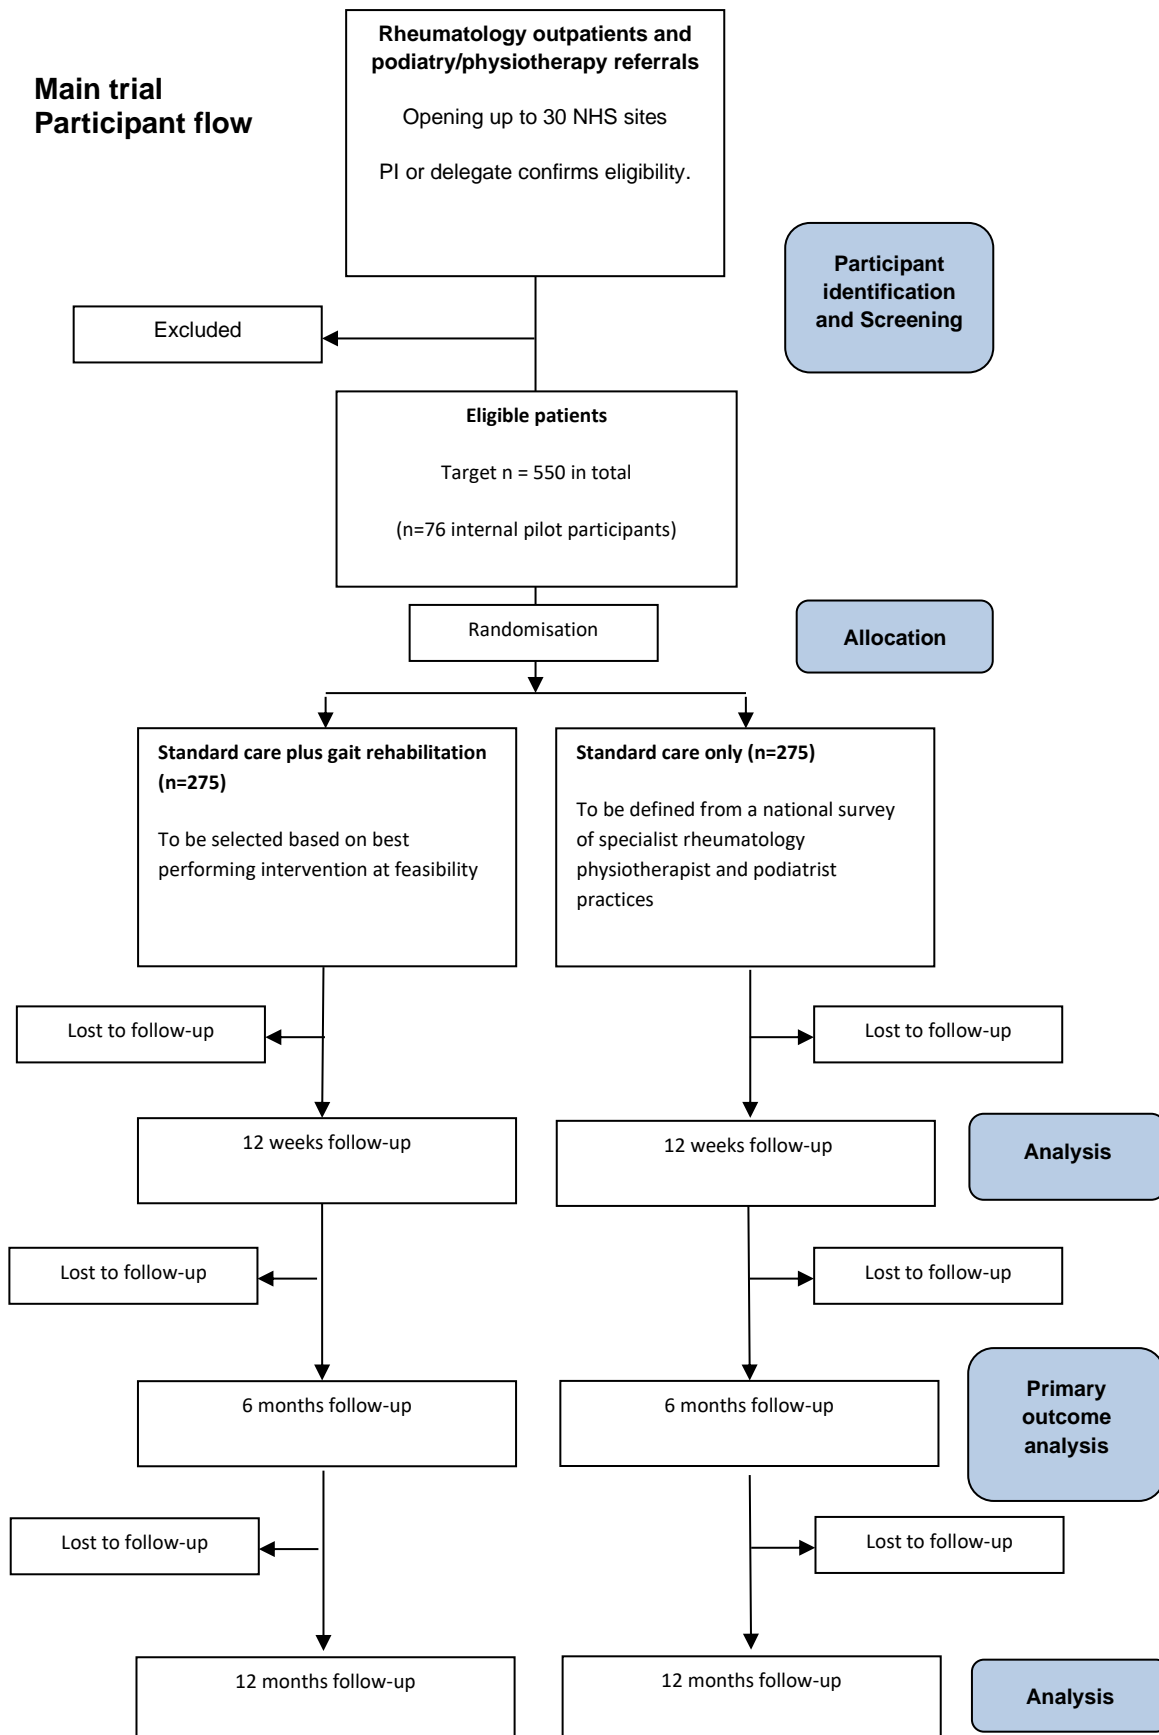 Rheumatology outpatients and
podiatry/physiotherapy referrals
Opening up to 30 NHS sites
PI or delegate confirms eligibility.
Main trial
Participant flow
Participant
identification
and Screening
Excluded
Eligible patients
Target n = 550 in total
(n=76 internal pilot participants)
Randomisation
Allocation
Standard care plus gait rehabilitation
(n=275)
To be selected based on best
performing intervention at feasibility
Standard care only (n=275)
To be defined from a national survey
of specialist rheumatology
physiotherapist and podiatrist
practices
Lost to follow-up
Lost to follow-up
12 weeks follow-up
12 weeks follow-up
Analysis
Lost to follow-up
Lost to follow-up
6 months follow-up
6 months follow-up
Primary
outcome
analysis
Lost to follow-up
Lost to follow-up
12 months follow-up
12 months follow-up
Analysis